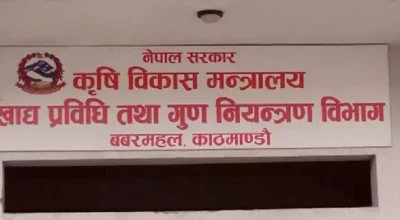 नेपाल सरकार
कृषि विकास मन्त्रालय
खाद्य प्रविधि तथा गुण नियन्त्रण विभाग
बबरमहल, काठमाण्डौ